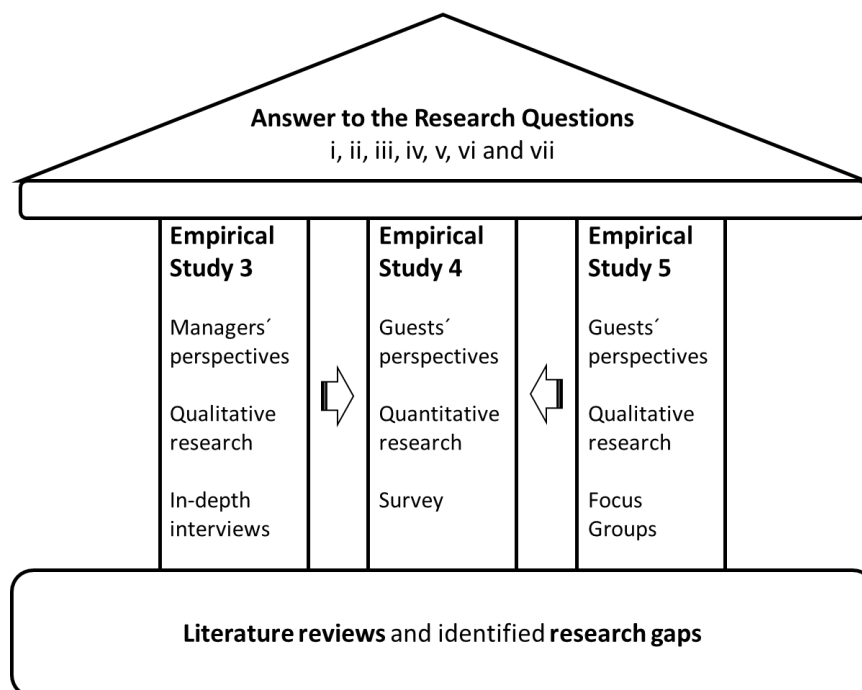 Answer to the Research Questions
i, ii, iii, iv, v, vi and vii
Empirical
Study 3
Managers´
perspectives
Qualitative
research
In-depth
interviews
Empirical
Study 4
Guests´
perspectives
Quantitative
research
Survey
Empirical
Study 5
Guests´
perspectives
Qualitative
research
Focus
Groups
Literature reviews and identified research gaps